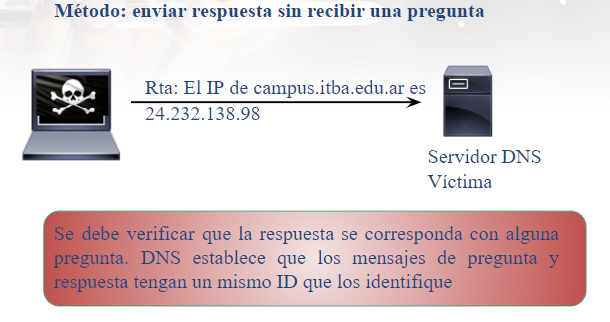 Método: enviar respuesta sin recibir una pregunta
Rta: El IP de campus.itba.edu.ar es
24.232.138.98
Servidor DNS
Víctima
Se debe verificar que la respuesta se corresponda con alguna
pregunta. DNS establece que los mensajes de pregunta y
respuesta tengan un mismo ID que los identifique